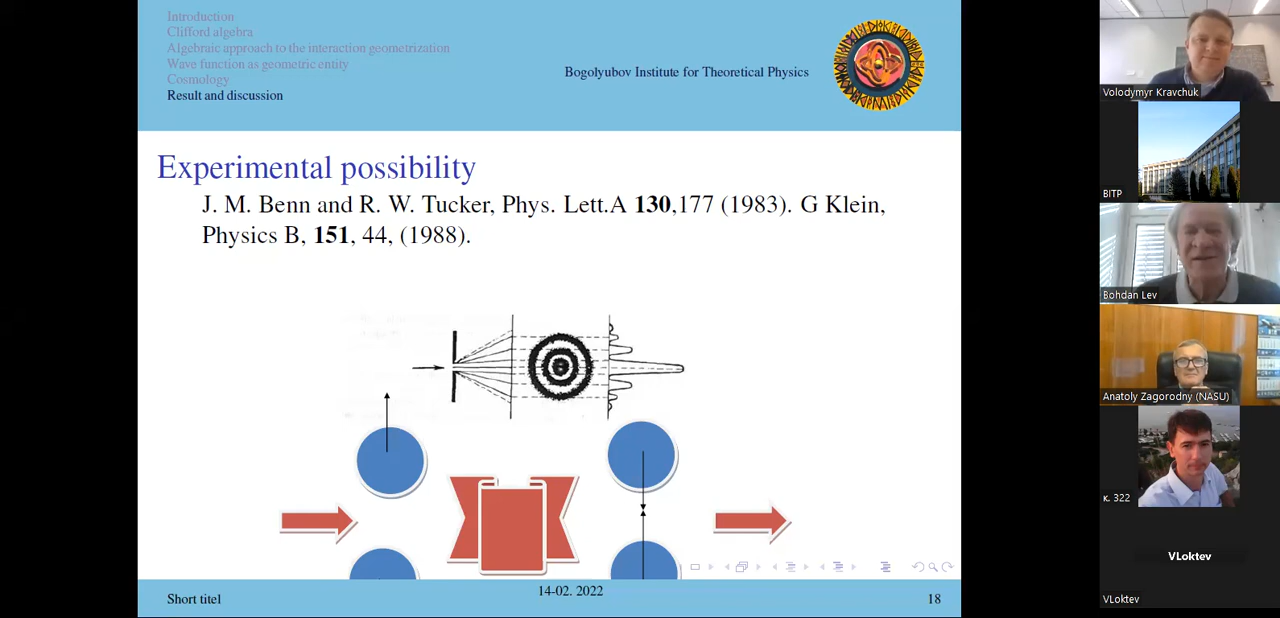 Introduction
Clifford algebra
Algebraic approach to the interaction geometrization
Wave function as geometric entity
Cosmology
Result and discussion
Bogolyubov Institute for Theoretical Physics
Experimental possibility
J. M. Benn and R. W. Tucker, Phys. Lett.A 130,177 (1983). G Klein,
Physics B, 151, 44, (1988).
Short titel
14-02. 2022
18
Volodymyr Kravchuk
BITP
Bohdan Lev
Anatoly Zagorodny (NASU)
к. 322
VLoktev
VLoktev